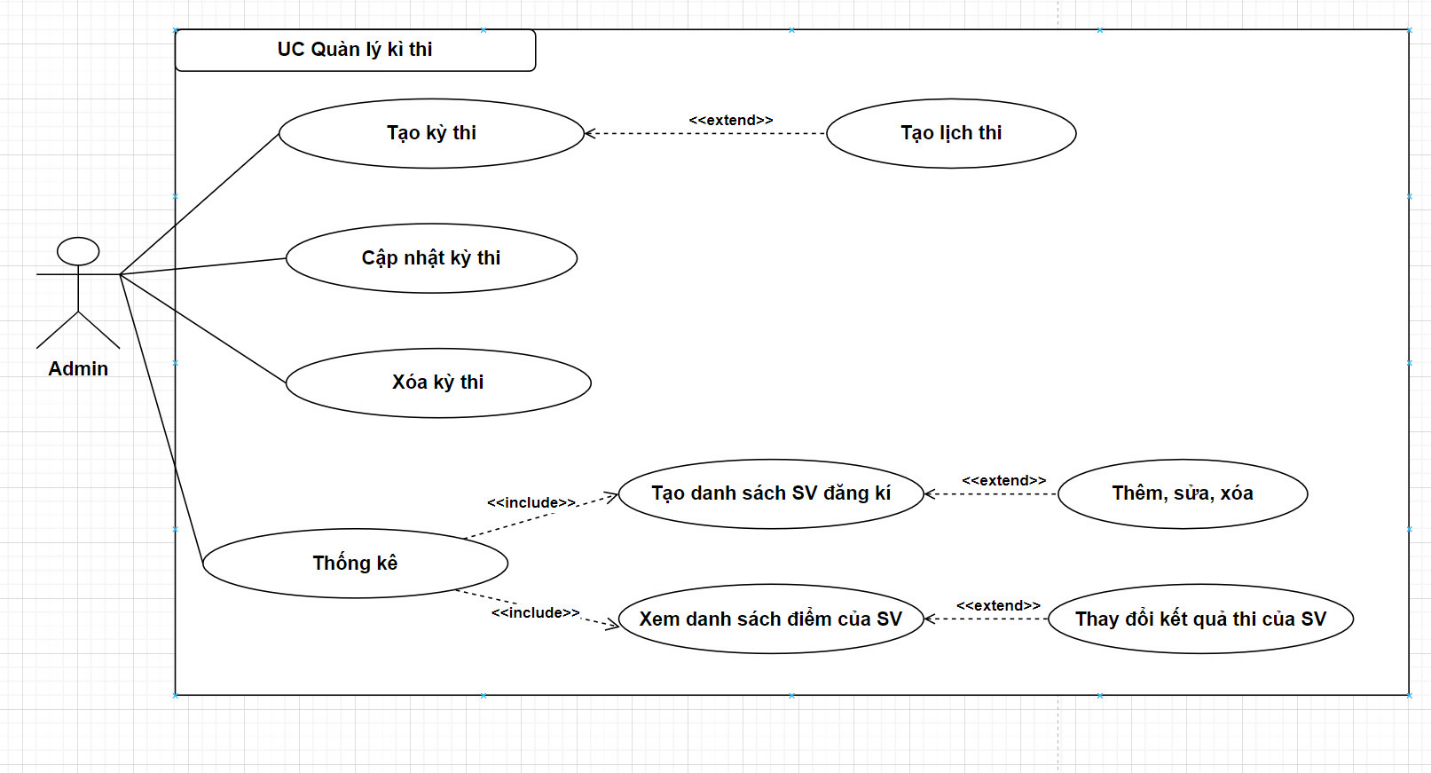 UC Quản lý kì thi
Tạo kỳ thi
<<extend>>
Tạo lịch thi
Cập nhật kỳ thi
Admin
Xóa kỳ thi
<<include>>
Tạo danh sách SV đăng kí
<<extend>>
Thêm, sửa, xóa
Thống kê
<<include>>
Xem danh sách điểm của SV
<<extend>>
Thay đổi kết quả thi của SV